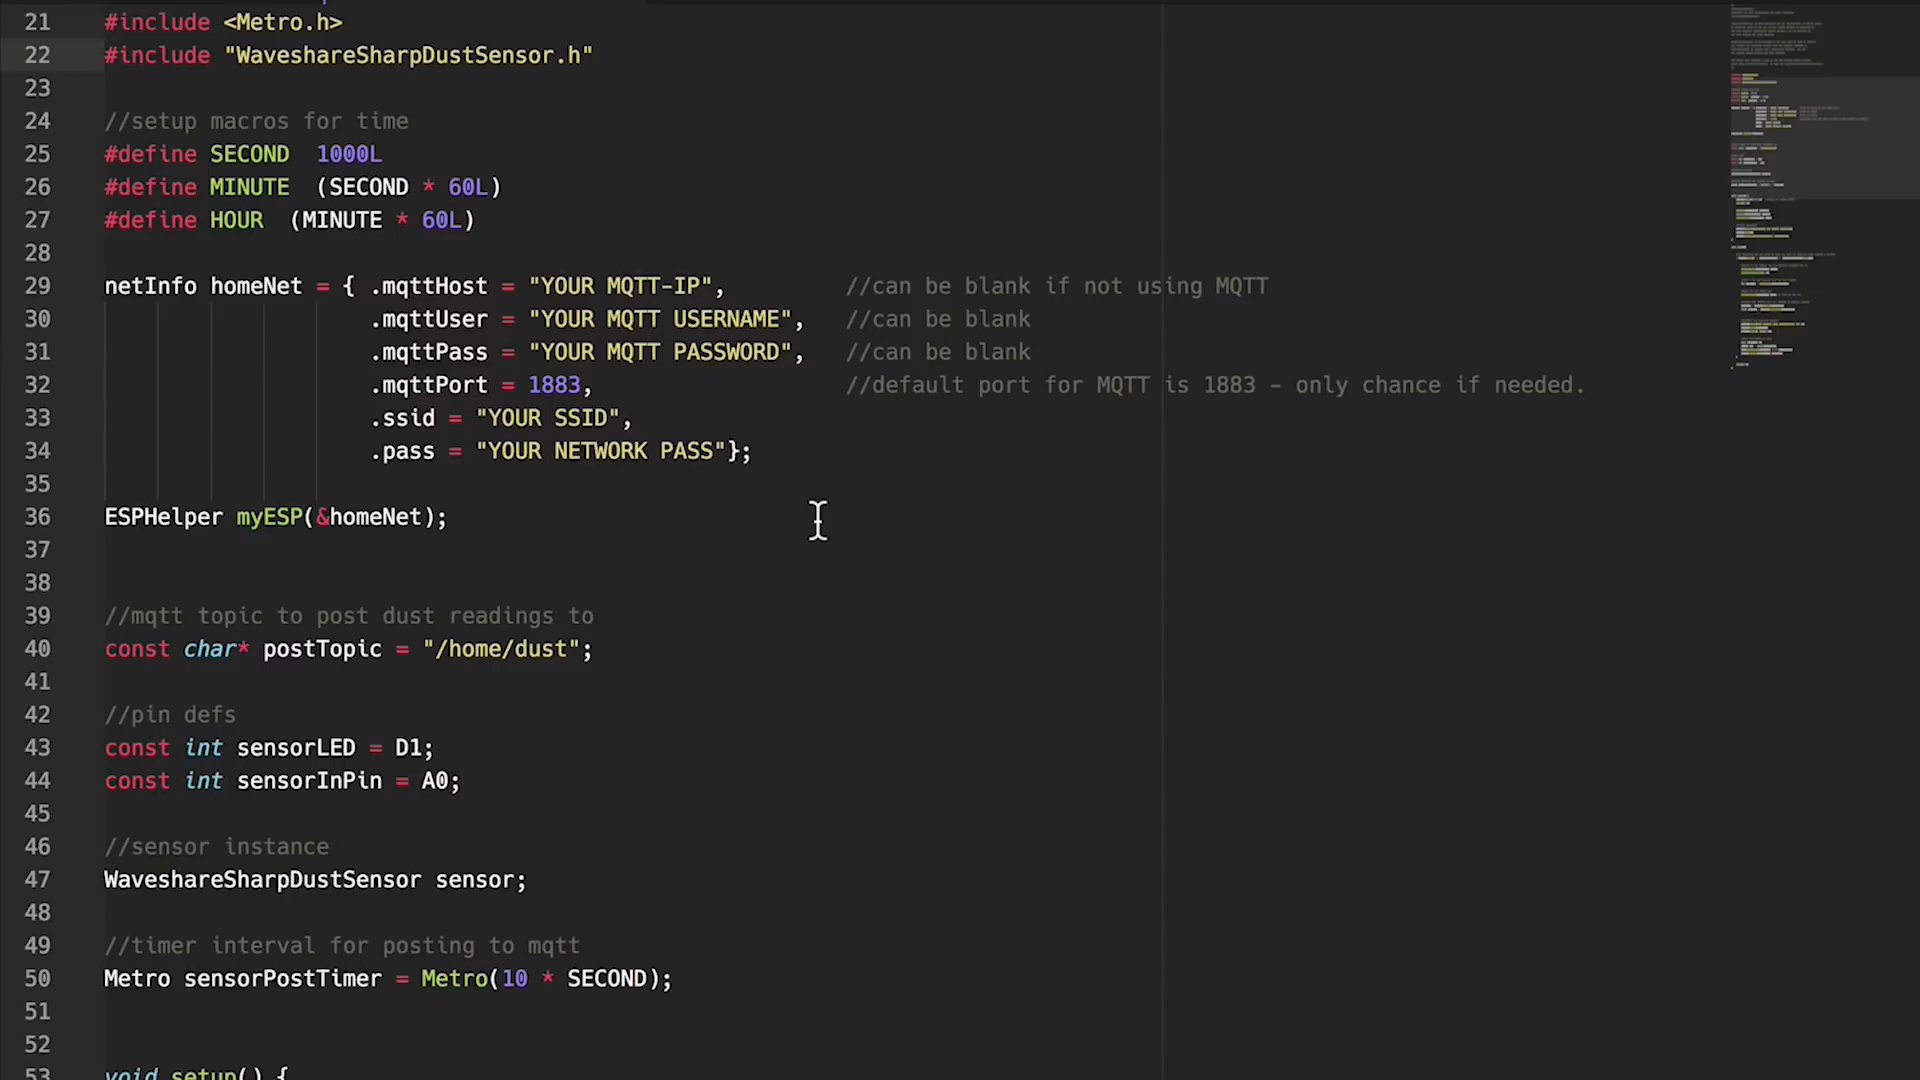 21 #include <Metro.h>
22 #include "WaveshareSharpDustSensor.h"
23
24 //setup macros for time
25 #define SECOND  1000L
26 #define MINUTE  (SECOND * 60L)
27 #define HOUR  (MINUTE * 60L)
28
29 netInfo homeNet = { .mqttHost = "YOUR MQTT-IP",         //can be blank if not using MQTT
30                     .mqttUser = "YOUR MQTT USERNAME",   //can be blank
31                     .mqttPass = "YOUR MQTT PASSWORD",   //can be blank
32                     .mqttPort = 1883,                   //default port for MQTT is 1883 - only chance if needed.
33                     .ssid = "YOUR SSID",
34                     .pass = "YOUR NETWORK PASS"};
35
36 ESPHelper myESP(&homeNet);
37
38
39 //mqtt topic to post dust readings to
40 const char* postTopic = "/home/dust";
41
42 //pin defs
43 const int sensorLED = D1;
44 const int sensorInPin = A0;
45
46 //sensor instance
47 WaveshareSharpDustSensor sensor;
48
49 //timer interval for posting to mqtt
50 Metro sensorPostTimer = Metro(10 * SECOND);
51
52
53 void setup() {